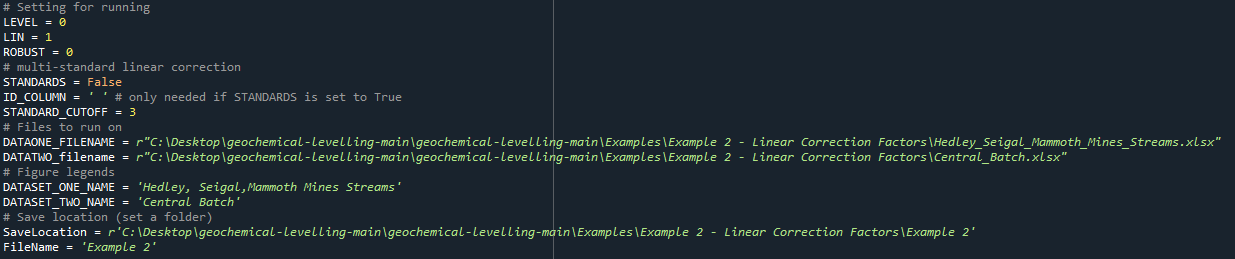 # Setting for running
LEVEL = 0
LIN = 1
ROBUST = 0
# multi-standard linear correction
STANDARDS = False
ID_COLUMN = ' ' # only needed if STANDARDS is set to True
STANDARD_CUTOFF = 3
# Files to run on
DATAONE_FILENAME = r"C:\Desktop\geochemical-levelling-main\geochemical-levelling-main\Examples\Example 2 - Linear Correction Factors\Hedley_Seigal_Mammoth_Mines_Streams.xlsx"
DATATWO_filename = r"C:\Desktop\geochemical-levelling-main\geochemical-levelling-main\Examples\Example 2 - Linear Correction Factors\Central_Batch.xlsx"
# Figure legends
DATASET_ONE_NAME = 'Hedley, Seigal,Mammoth Mines Streams'
DATASET_TWO_NAME = 'Central Batch'
# Save location (set a folder)
SaveLocation = r'C:\Desktop\geochemical-levelling-main\geochemical-levelling-main\Examples\Example 2 - Linear Correction Factors\Example 2'
FileName = 'Example 2'